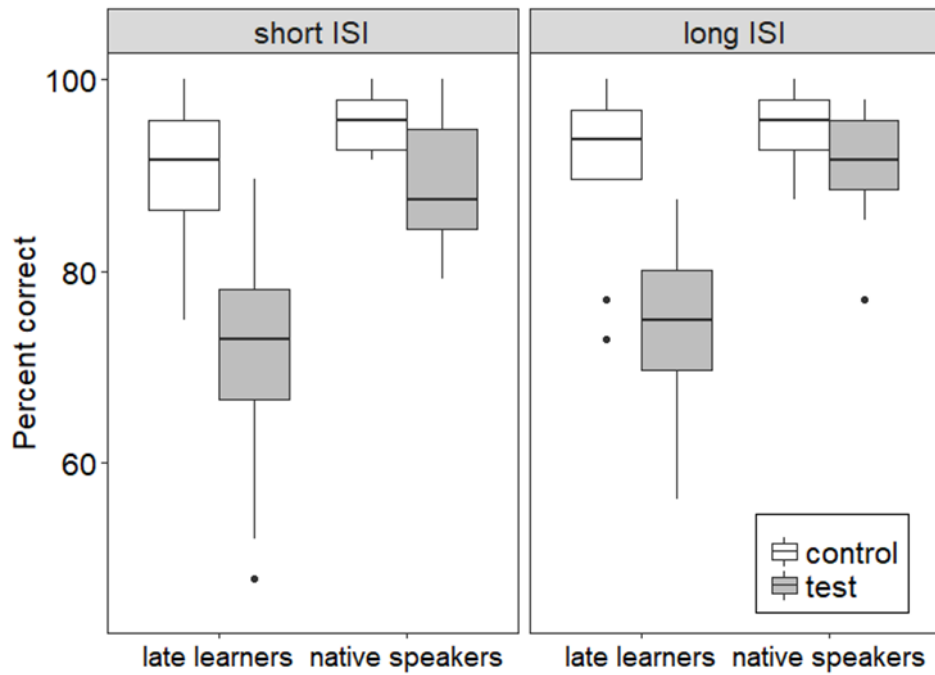 short ISI
long ISI
Percent correct
100
80
60
control
test
late learners
native speakers
late learners
native speakers